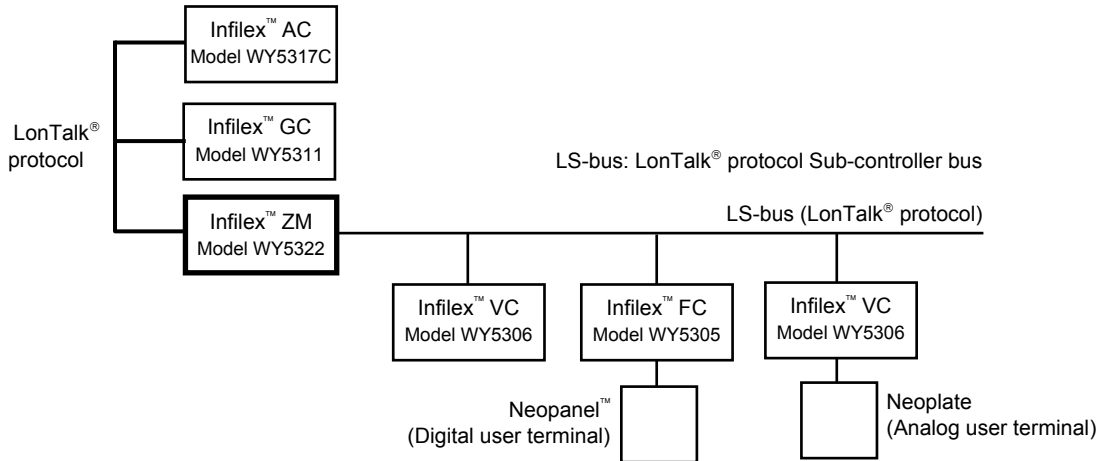 Infilex™ AC
Model WY5317C
LonTalk®
protocol
Infilex™ GC
Model WY5311
LS-bus: LonTalk® protocol Sub-controller bus
Infilex™ ZM
Model WY5322
LS-bus (LonTalk® protocol)
Infilex™ VC
Model WY5306
Infilex™ FC
Model WY5305
Infilex™ VC
Model WY5306
Neopanel™
(Digital user terminal)
Neoplate
(Analog user terminal)